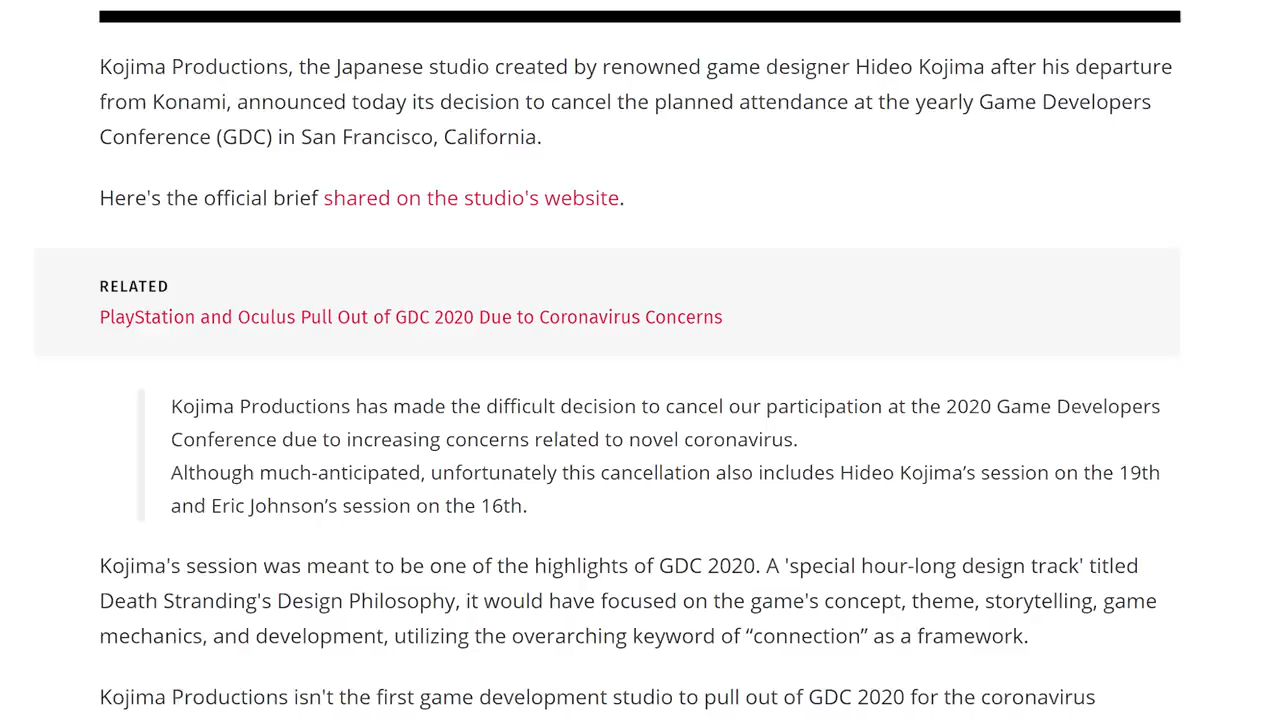 Kojima Productions, the Japanese studio created by renowned game designer Hideo Kojima after his departure
from Konami, announced today its decision to cancel the planned attendance at the yearly Game Developers
Conference (GDC) in San Francisco, California.
Here's the official brief shared on the studio's website.
RELATED
PlayStation and Oculus Pull Out of GDC 2020 Due to Coronavirus Concerns
Kojima Productions has made the difficult decision to cancel our participation at the 2020 Game Developers
Conference due to increasing concerns related to novel coronavirus.
Although much-anticipated, unfortunately this cancellation also includes Hideo Kojima’s session on the 19th
and Eric Johnson’s session on the 16th.
Kojima's session was meant to be one of the highlights of GDC 2020. A 'special hour-long design track' titled
Death Stranding's Design Philosophy, it would have focused on the game's concept, theme, storytelling, game
mechanics, and development, utilizing the overarching keyword of “connection” as a framework.
Kojima Productions isn't the first game development studio to pull out of GDC 2020 for the coronavirus